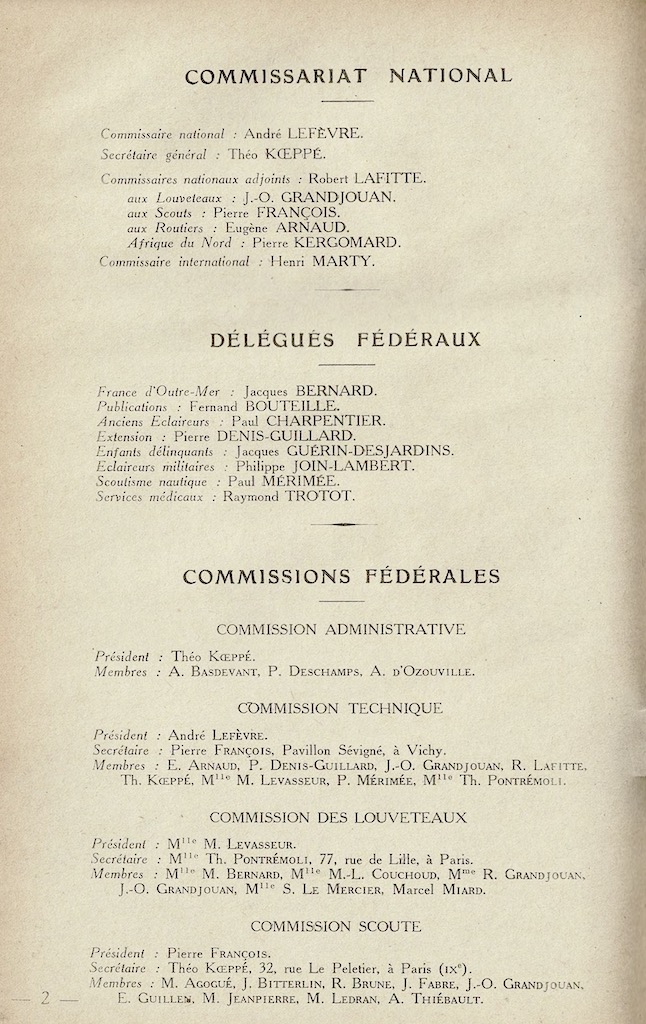 COMMISSARIAT NATIONAL
Commissaire national : André LEFÈVRE.
Secrétaire général : Théo KŒPPÉ.
Commissaires nationaux adjoints : Robert LAFITTE.
aux Louveteaux : J.-O. GRANDJOUAN.
aux Scouts : Pierre FRANÇOIS.
aux Routiers : Eugène ARNAUD.
Afrique du Nord : Pierre KERGOMARD.
Commissaire international : Henri MARTY.
DÉLÉGUÉS FÉDÉRAUX
France d'Outre-Mer : Jacques BERNARD.
Publications : Fernand BOUTEILLE.
Anciens Eclaireurs : Paul CHARPENTIER.
Extension : Pierre DENIS-GUILLARD.
Enfants délinquants : Jacques GUÉRIN-DESJARDINS.
Eclaireurs militaires : Philippe JOIN-LAMBERT.
Scoutisme nautique : Paul MÉRIMÉE.
Services médicaux : Raymond TROTOT.
COMMISSIONS FÉDÉRALES
COMMISSION ADMINISTRATIVE
Président : Théo KŒPPÉ.
Membres : A. BASDEVANT, P. DESCHAMPS, A. D'OZOUVILLE.
COMMISSION TECHNIQUE
Président : André LEFÈVRE.
Secrétaire : Pierre FRANÇOIS, Pavillon Sévigné, à Vichy.
Membres : E. ARNAUD, P. DENIS-GUILLARD, J.-O. GRANDJOUAN, R. LAFITTE,
Th. KŒPPÉ, Mlle M. LEVASSEUR, P. MÉRIMÉE, Mlle Th. PONTRÉMOLI.
COMMISSION DES LOUVETEAUX
Président : Mlle M. LEVASSEUR.
Secrétaire : Mlle Th. PONTRÉMOLI, 77, rue de Lille, à Paris.
Membres : Mlle M. BERNARD, Mlle M.-L. COUCHOUD, Mme R. GRANDJOUAN,
J.-O. GRANDJOUAN, Mlle S. LE MERCIER, Marcel MIARD.
COMMISSION SCOUTE
Président : Pierre FRANÇOIS.
Secrétaire : Théo KŒPPÉ, 32, rue Le Peletier, à Paris (IXe).
Membres : M. AGOGUÉ, J. BITTERLIN, R. BRUNE, J. FABRE, J.-O. GRANDJOUAN,
E. GUILLEN, M. JEANPIERRE, M. LEDRAN, A. THIÉBAULT.
— 2 —